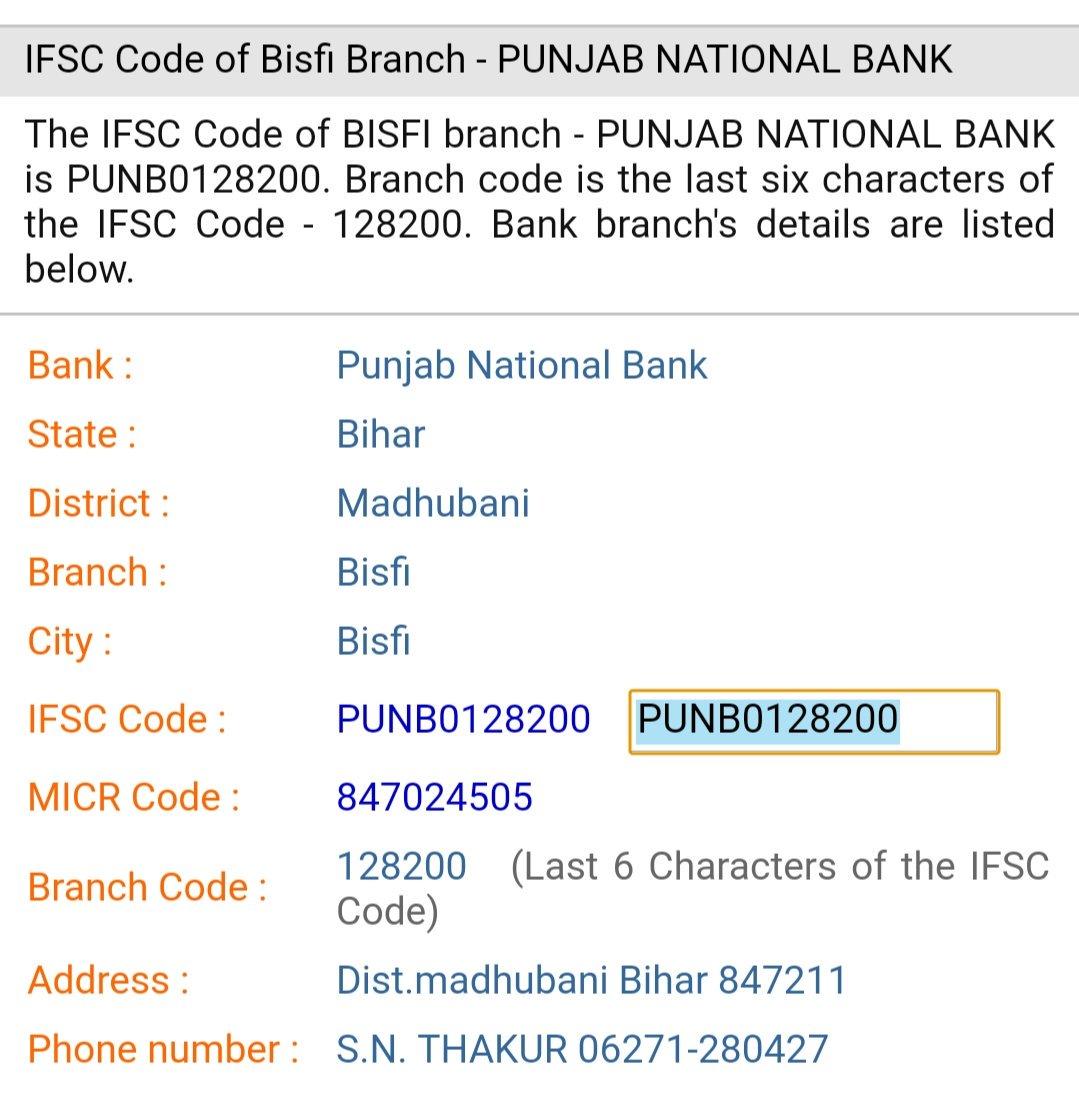 IFSC Code of Bisfi Branch - PUNJAB NATIONAL BANK
The IFSC Code of BISFI branch - PUNJAB NATIONAL BANK
is PUNB0128200. Branch code is the last six characters of
the IFSC Code - 128200. Bank branch's details are listed
below.
Bank : Punjab National Bank
State : Bihar
District : Madhubani
Branch : Bisfi
City : Bisfi
IFSC Code : PUNB0128200 PUNB0128200
MICR Code : 847024505
Branch Code : 128200 (Last 6 Characters of the IFSC
Code)
Address : Dist.madhubani Bihar 847211
Phone number : S.N. THAKUR 06271-280427